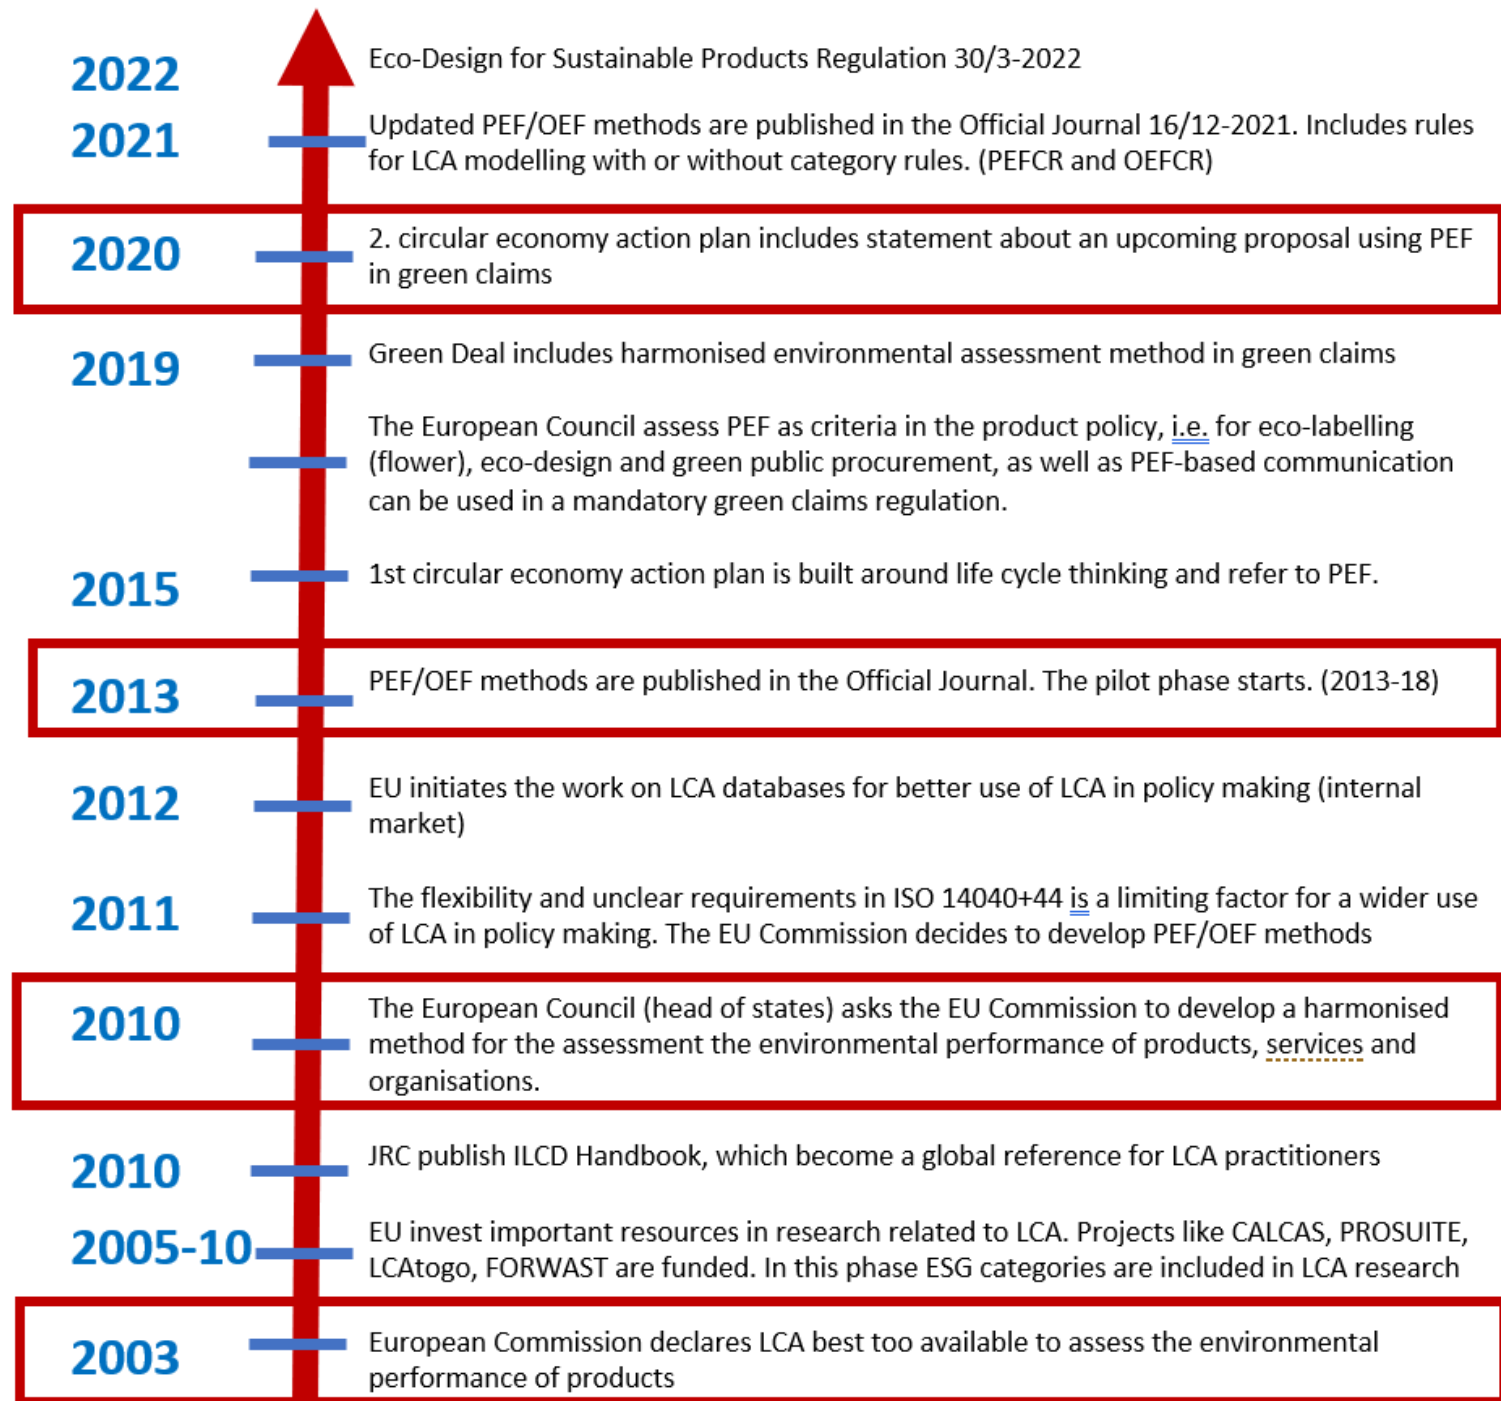 2022
Eco-Design for Sustainable Products Regulation 30/3-2022
2021
Updated PEF/OEF methods are published in the Official Journal 16/12-2021. Includes rules
for LCA modelling with or without category rules. (PEFCR and OEFCR)
2020
2. circular economy action plan includes statement about an upcoming proposal using PEF
in green claims
2019
Green Deal includes harmonised environmental assessment method in green claims
The European Council assess PEF as criteria in the product policy, i.e. for eco-labelling
(flower), eco-design and green public procurement, as well as PEF-based communication
can be used in a mandatory green claims regulation.
2015
1st circular economy action plan is built around life cycle thinking and refer to PEF.
2013
PEF/OEF methods are published in the Official Journal. The pilot phase starts. (2013-18)
2012
EU initiates the work on LCA databases for better use of LCA in policy making (internal
market)
2011
The flexibility and unclear requirements in ISO 14040+44 is a limiting factor for a wider use
of LCA in policy making. The EU Commission decides to develop PEF/OEF methods
2010
The European Council (head of states) asks the EU Commission to develop a harmonised
method for the assessment the environmental performance of products, services and
organisations.
2010
JRC publish ILCD Handbook, which become a global reference for LCA practitioners
2005-10
EU invest important resources in research related to LCA. Projects like CALCAS, PROSUITE,
LCAtogo, FORWAST are funded. In this phase ESG categories are included in LCA research
2003
European Commission declares LCA best too available to assess the environmental
performance of products